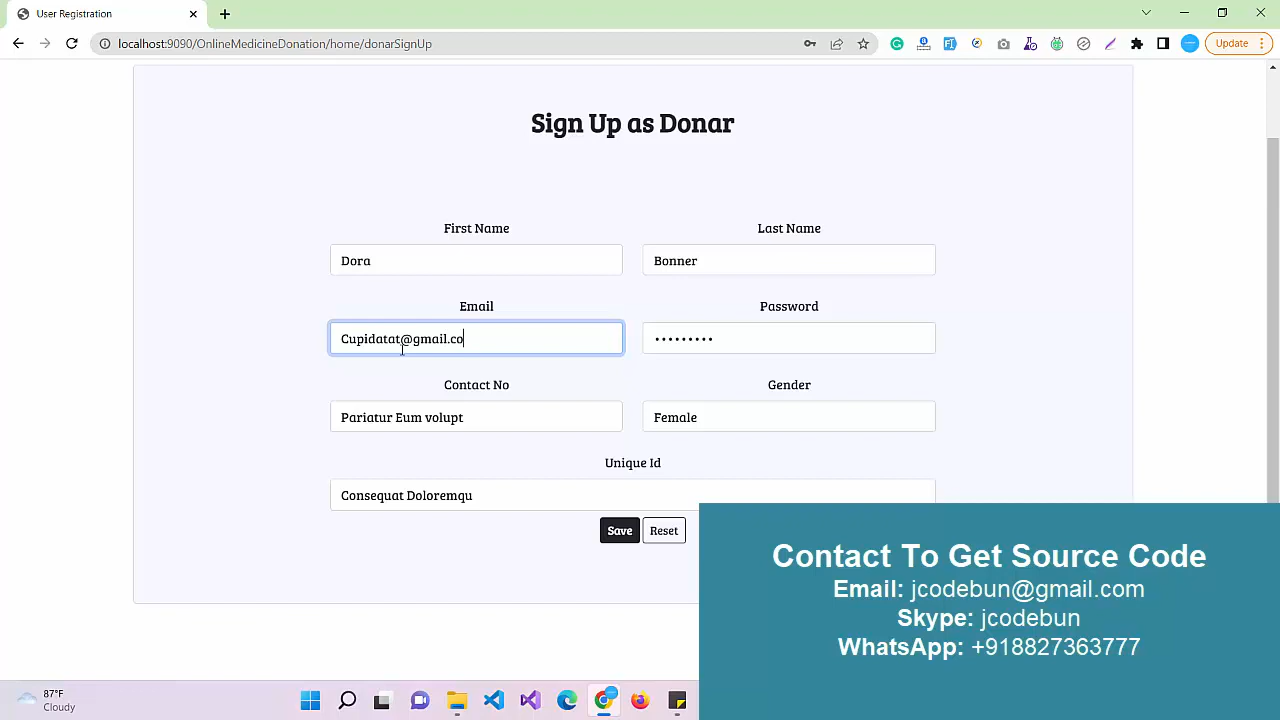 User Registration
localhost:9090/OnlineMedicineDonation/home/donarSignUp
Update
Sign Up as Donar
First Name
Last Name
Dora
Bonner
Email
Password
Cupidatat@gmail.co
•••••••••
Contact No
Gender
Pariatur Eum volupt
Female
Unique Id
Consequat Doloremqu
Save
Reset
Contact To Get Source Code
Email: jcodebun@gmail.com
Skype: jcodebun
WhatsApp: +918827363777
87°F
Cloudy